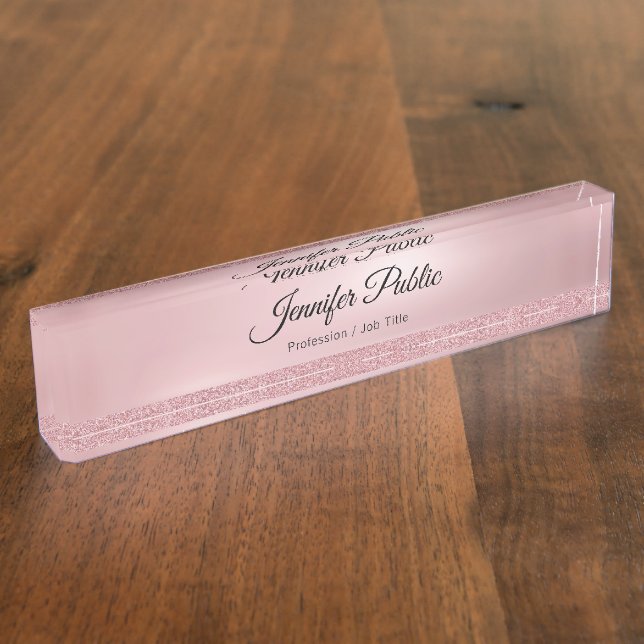 Jennifer Public
Profession / Job Title